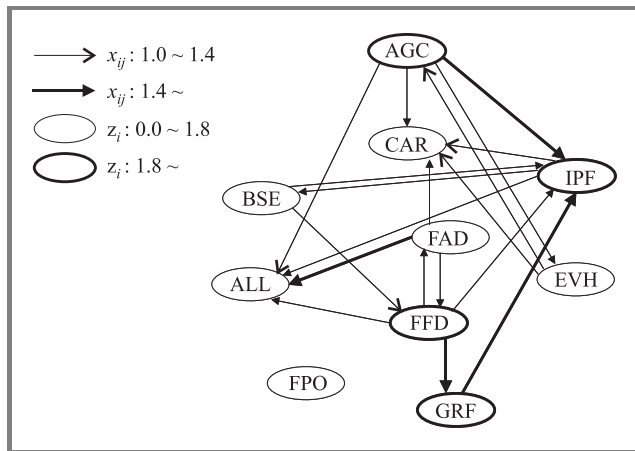 x_ij : 1.0 ~ 1.4
x_ij : 1.4 ~
z_i : 0.0 ~ 1.8
z_i : 1.8 ~
AGC
CAR
IPF
BSE
FAD
ALL
EVH
FFD
FPO
GRF